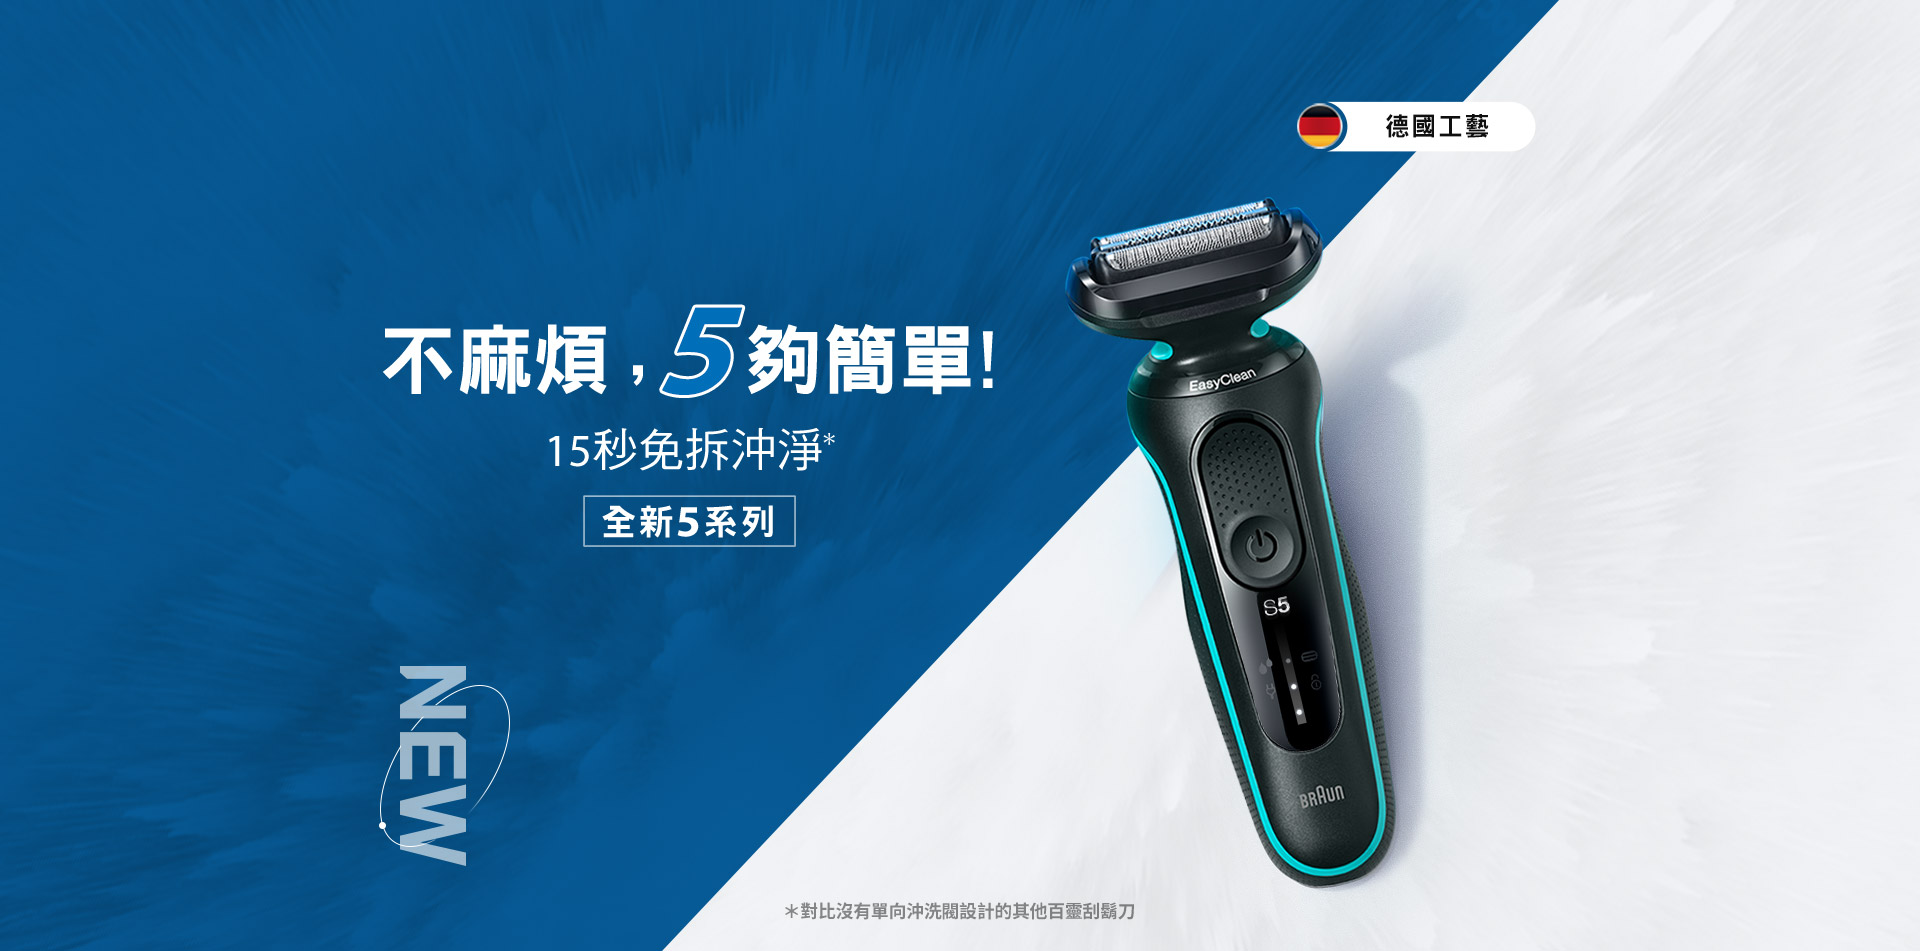 德國工藝
不麻煩，5夠簡單!
15秒免拆沖淨*
全新5系列
NEW
EasyClean
S5
BRAUN
＊對比沒有單向沖洗閥設計的其他百靈刮鬍刀